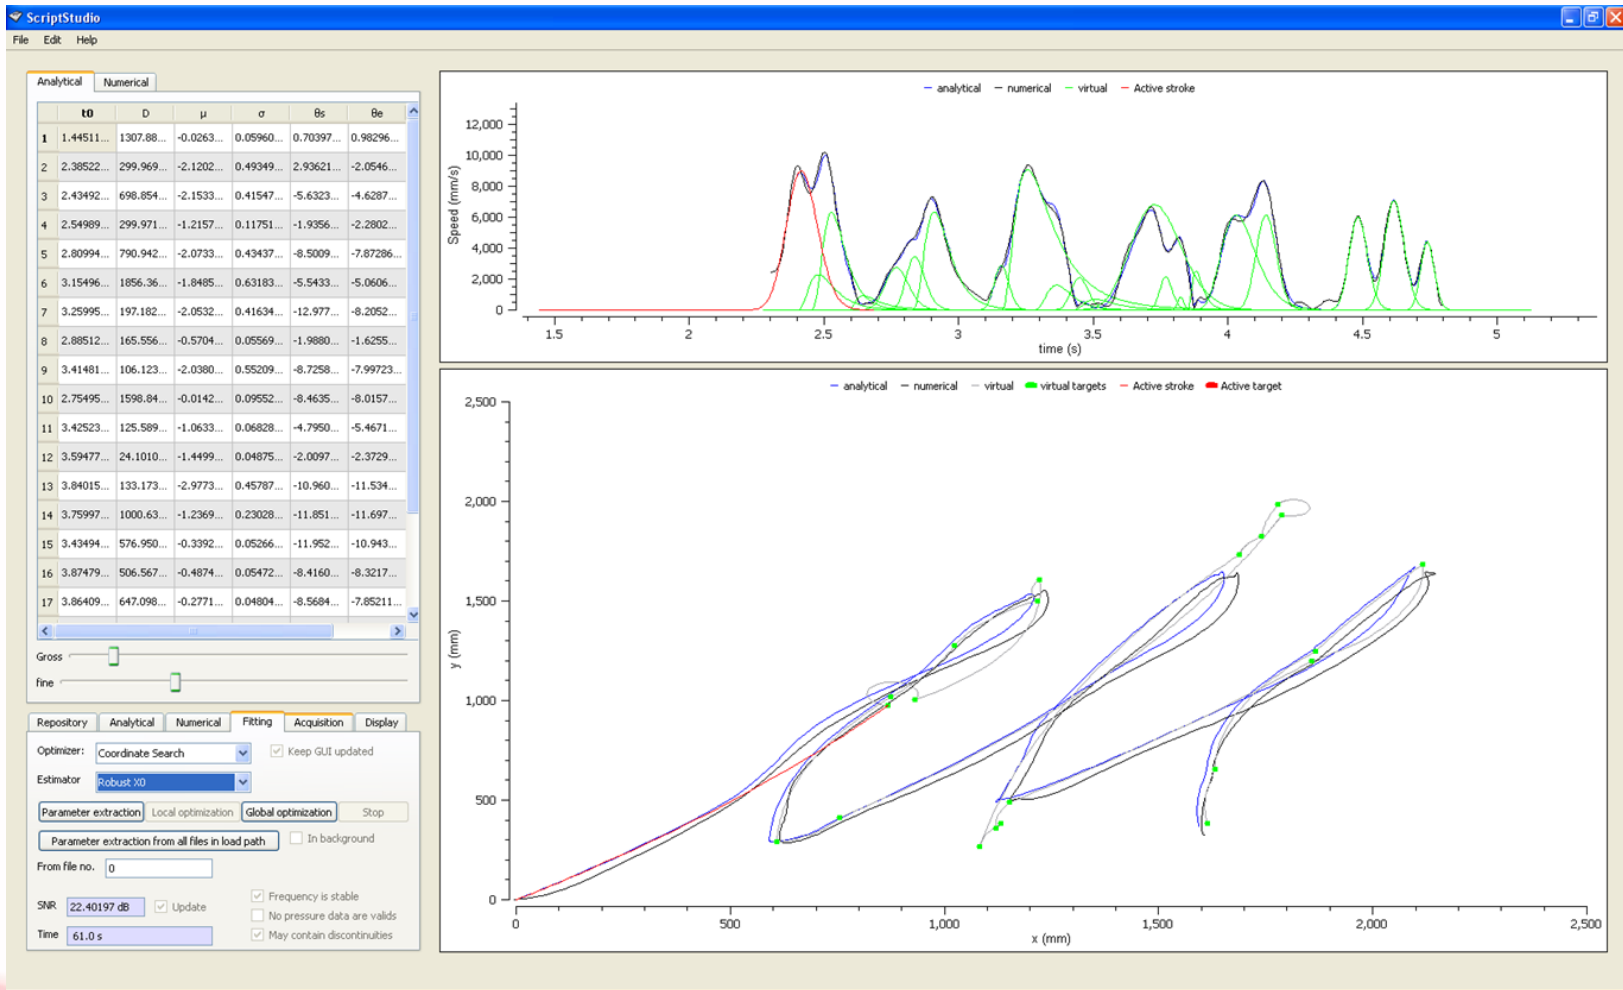 ScriptStudio
File Edit Help
Analytical Numerical
t0 D μ σ θs θe
1 1.44511... 1307.88... -0.0263... 0.05960... 0.70397... 0.98296...
2 2.38522... 299.969... -2.1202... 0.49349... 2.93621... -2.0546...
3 2.43492... 698.854... -2.1533... 0.41547... -5.6323... -4.6287...
4 2.54989... 299.971... -1.2157... 0.11751... -1.9356... -2.2802...
5 2.80994... 790.942... -2.0733... 0.43437... -8.5009... -7.87286...
6 3.15496... 1856.36... -1.8485... 0.63183... -5.5433... -5.0606...
7 3.25995... 197.182... -2.0532... 0.41634... -12.977... -8.2052...
8 2.88512... 165.556... -0.5704... 0.05569... -1.9880... -1.6255...
9 3.41481... 106.123... -2.0380... 0.55209... -8.7258... -7.99723...
10 2.75495... 1598.84... -0.0142... 0.09552... -8.4635... -8.0157...
11 3.42523... 125.589... -1.0633... 0.06828... -4.7950... -5.4671...
12 3.59477... 24.1010... -1.4499... 0.04875... -2.0097... -2.3729...
13 3.84015... 133.173... -2.9773... 0.45787... -10.960... -11.534...
14 3.75997... 1000.63... -1.2369... 0.23028... -11.851... -11.697...
15 3.43494... 576.950... -0.3392... 0.05266... -11.952... -10.943...
16 3.87479... 506.567... -0.4874... 0.05472... -8.4160... -8.3217...
17 3.86409... 647.098... -0.2771... 0.04804... -8.5684... -7.85211...
Gross
fine
Repository Analytical Numerical Fitting Acquisition Display
Optimizer: Coordinate Search Keep GUI updated
Estimator Robust X0
Parameter extraction Local optimization Global optimization Stop
Parameter extraction from all files in load path In background
From file no. 0
SNR 22.40197 dB Update
Time 61.0 s
Frequency is stable
No pressure data are valids
May contain discontinuities
analytical numerical virtual Active stroke
Speed (mm/s)
12,000
10,000
8,000
6,000
4,000
2,000
0
1.5 2 2.5 3 3.5 4 4.5 5
time (s)
analytical numerical virtual virtual targets Active stroke Active target
y (mm)
2,500
2,000
1,500
1,000
500
0
0 500 1,000 1,500 2,000 2,500
x (mm)